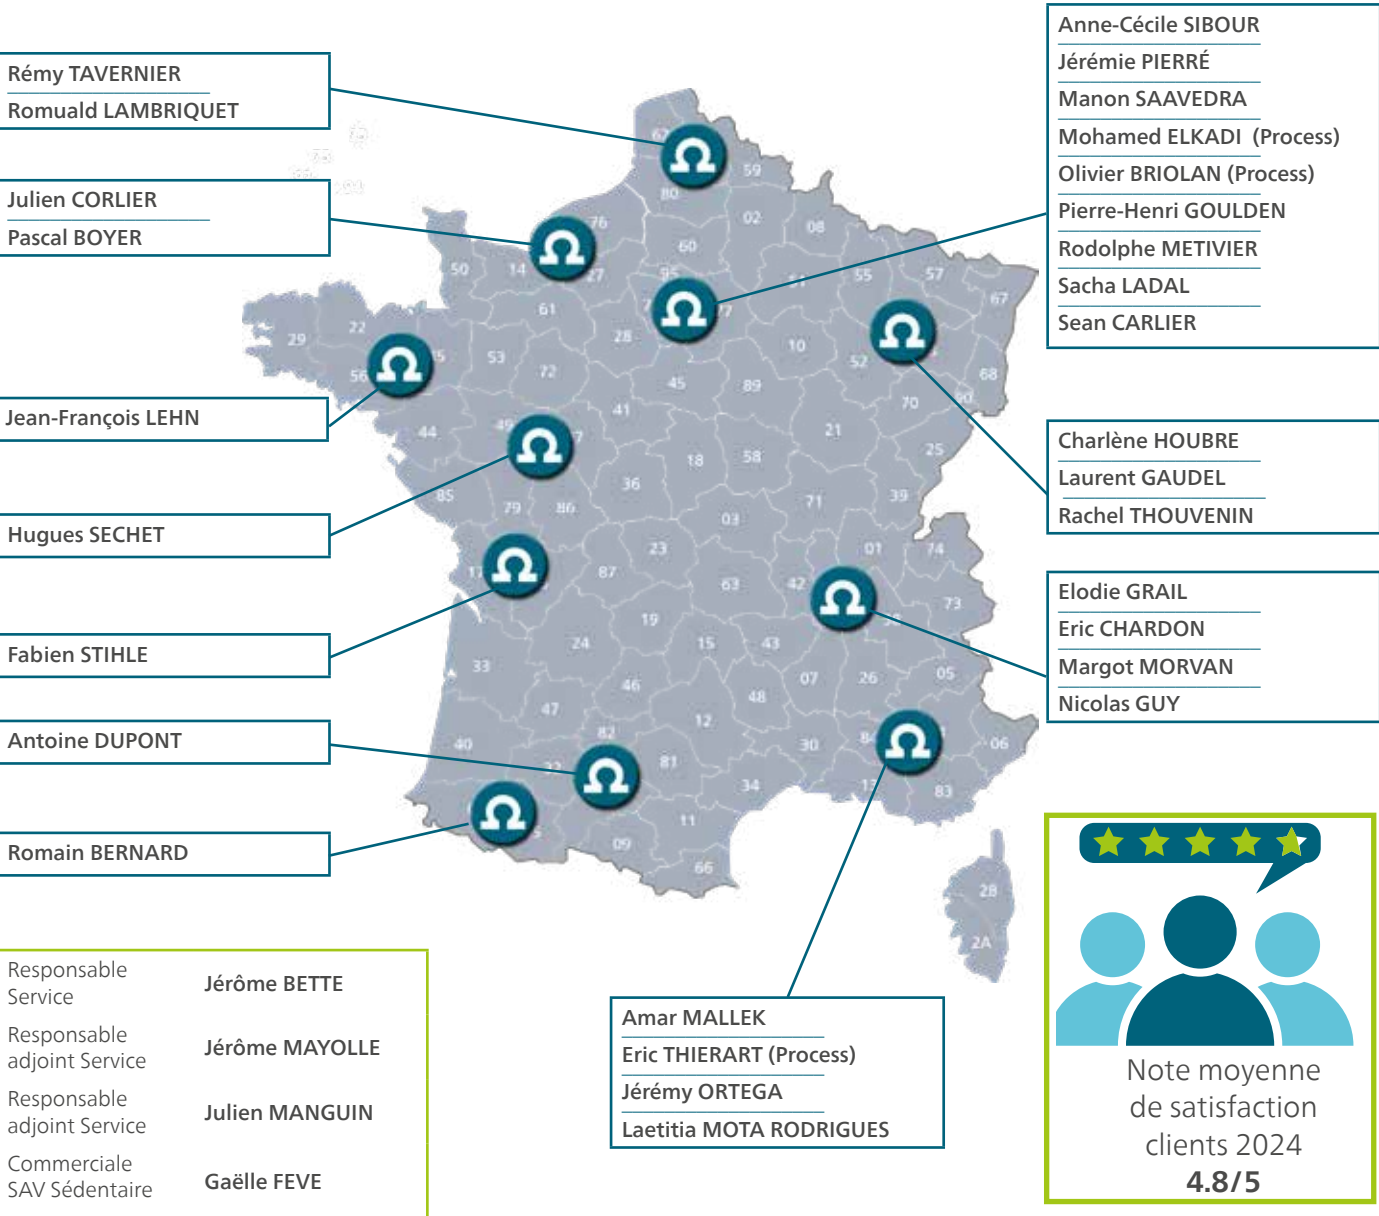 Rémy TAVERNIER
Romuald LAMBRIQUET
Julien CORLIER
Pascal BOYER
Jean-François LEHN
Hugues SECHET
Fabien STIHLE
Antoine DUPONT
Romain BERNARD
Anne-Cécile SIBOUR
Jérémie PIERRÉ
Manon SAAVEDRA
Mohamed ELKADI (Process)
Olivier BRIOLAN (Process)
Pierre-Henri GOULDEN
Rodolphe METIVIER
Sacha LADAL
Sean CARLIER
Charlène HOUBRE
Laurent GAUDEL
Rachel THOUVENIN
Elodie GRAIL
Eric CHARDON
Margot MORVAN
Nicolas GUY
Amar MALLEK
Eric THIERART (Process)
Jérémy ORTEGA
Laetitia MOTA RODRIGUES
62
59
80
02
08
76
60
50
14
27
95
55
57
67
61
28
10
52
68
29
22
56
53
72
45
89
70
44
49
41
21
25
85
79
86
36
18
58
71
39
03
23
87
63
42
01
74
73
19
24
15
43
33
46
07
26
05
47
48
12
82
40
81
30
06
34
83
11
09
66
2B
2A
Responsable
Service
Jérôme BETTE
Responsable
adjoint Service
Jérôme MAYOLLE
Responsable
adjoint Service
Julien MANGUIN
Commerciale
SAV Sédentaire
Gaëlle FEVE
Note moyenne
de satisfaction
clients 2024
4.8/5